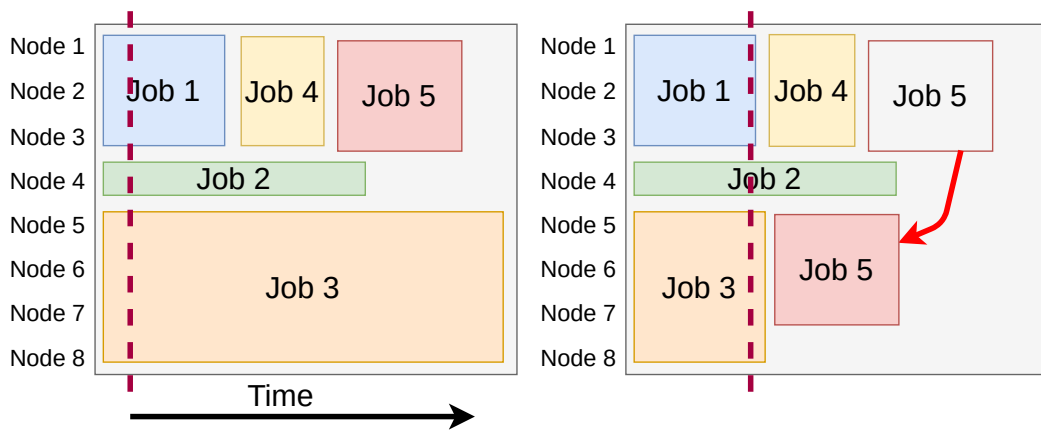 Node 1
Node 2
Node 3
Node 4
Node 5
Node 6
Node 7
Node 8
Job 1
Job 4
Job 5
Job 2
Job 3
Time
Node 1
Node 2
Node 3
Node 4
Node 5
Node 6
Node 7
Node 8
Job 1
Job 4
Job 5
Job 2
Job 3
Job 5